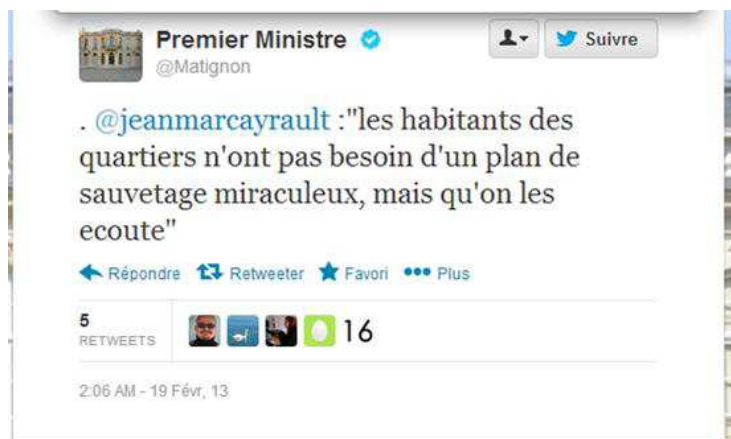 Premier Ministre
@Matignon
Suivre
. @jeanmarcayrault :"les habitants des
quartiers n'ont pas besoin d'un plan de
sauvetage miraculeux, mais qu'on les
ecoute"
Répondre Retweeter Favori Plus
5
RETWEETS
16
2:06 AM - 19 Févr, 13